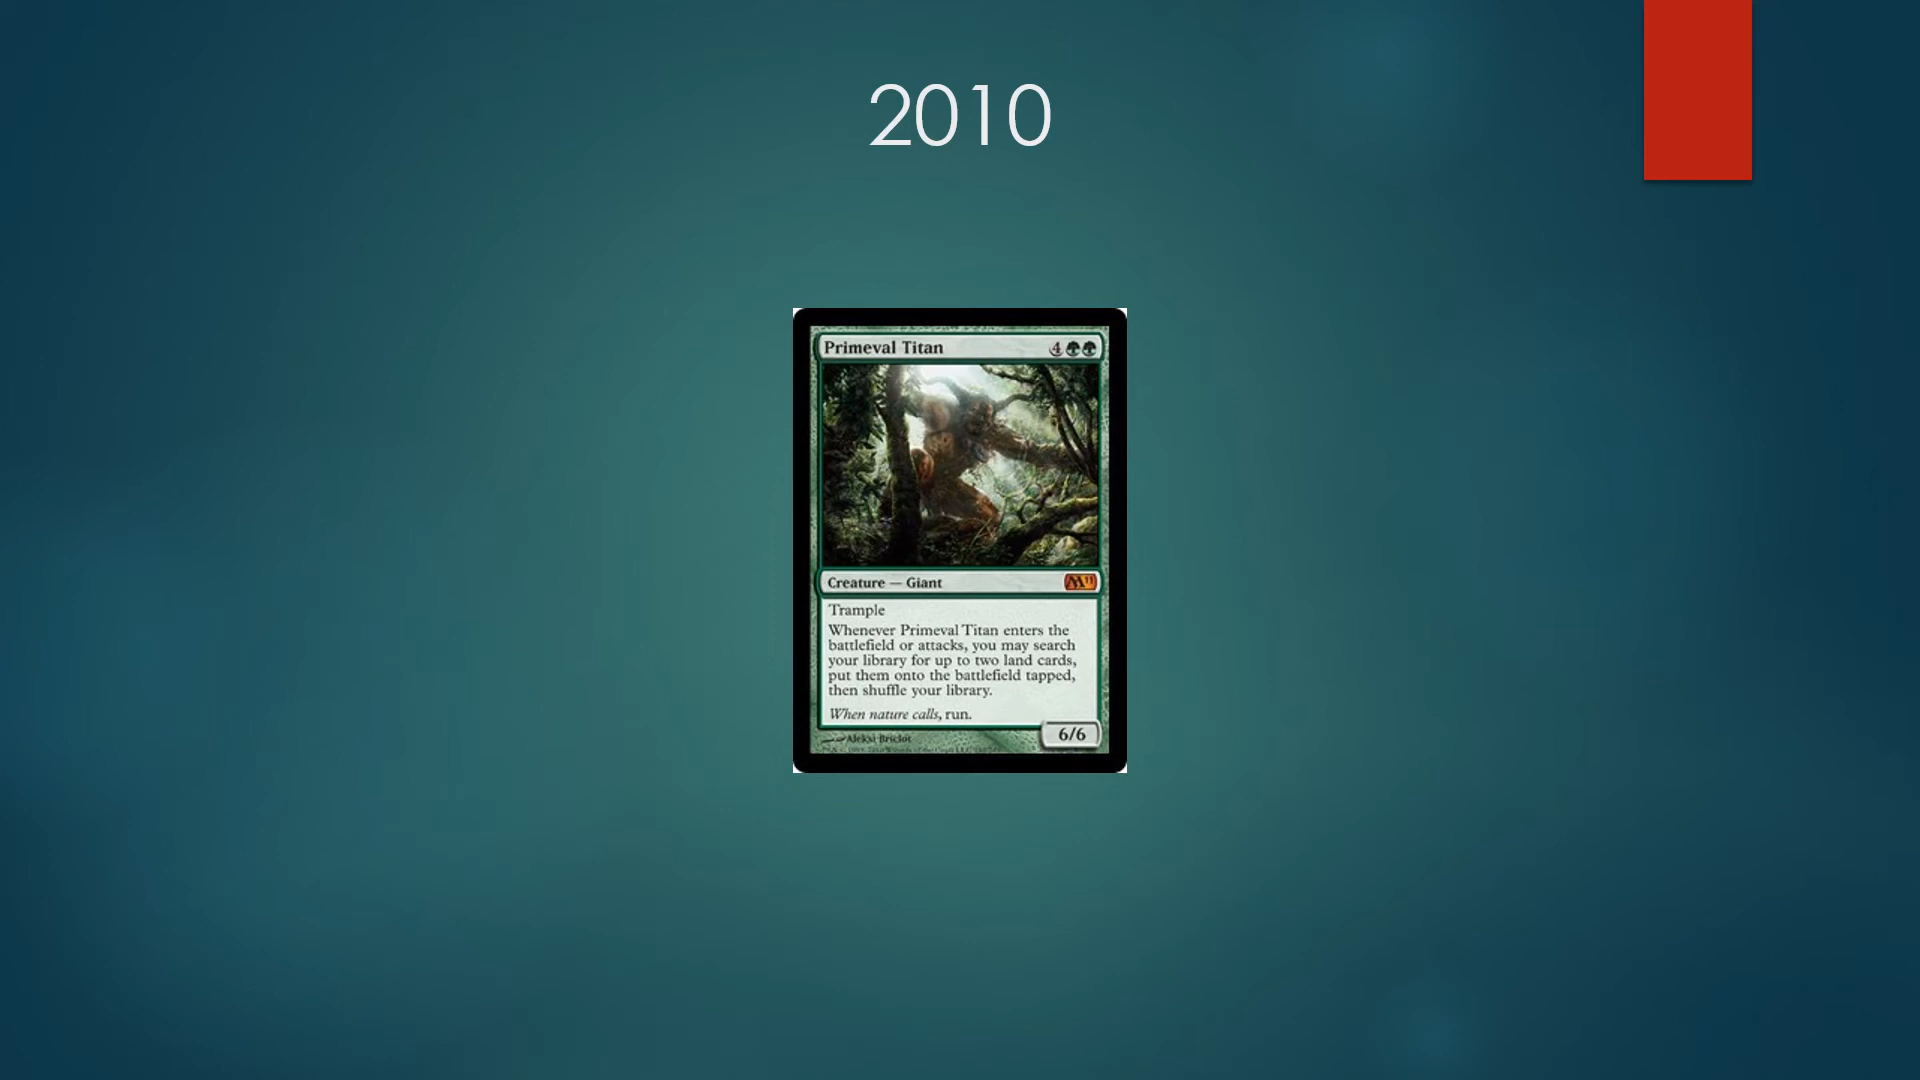 2010
Primeval Titan 4
Creature — Giant M11
Trample
Whenever Primeval Titan enters the
battlefield or attacks, you may search
your library for up to two land cards,
put them onto the battlefield tapped,
then shuffle your library.
When nature calls, run.
6/6
Aleksi Briclot